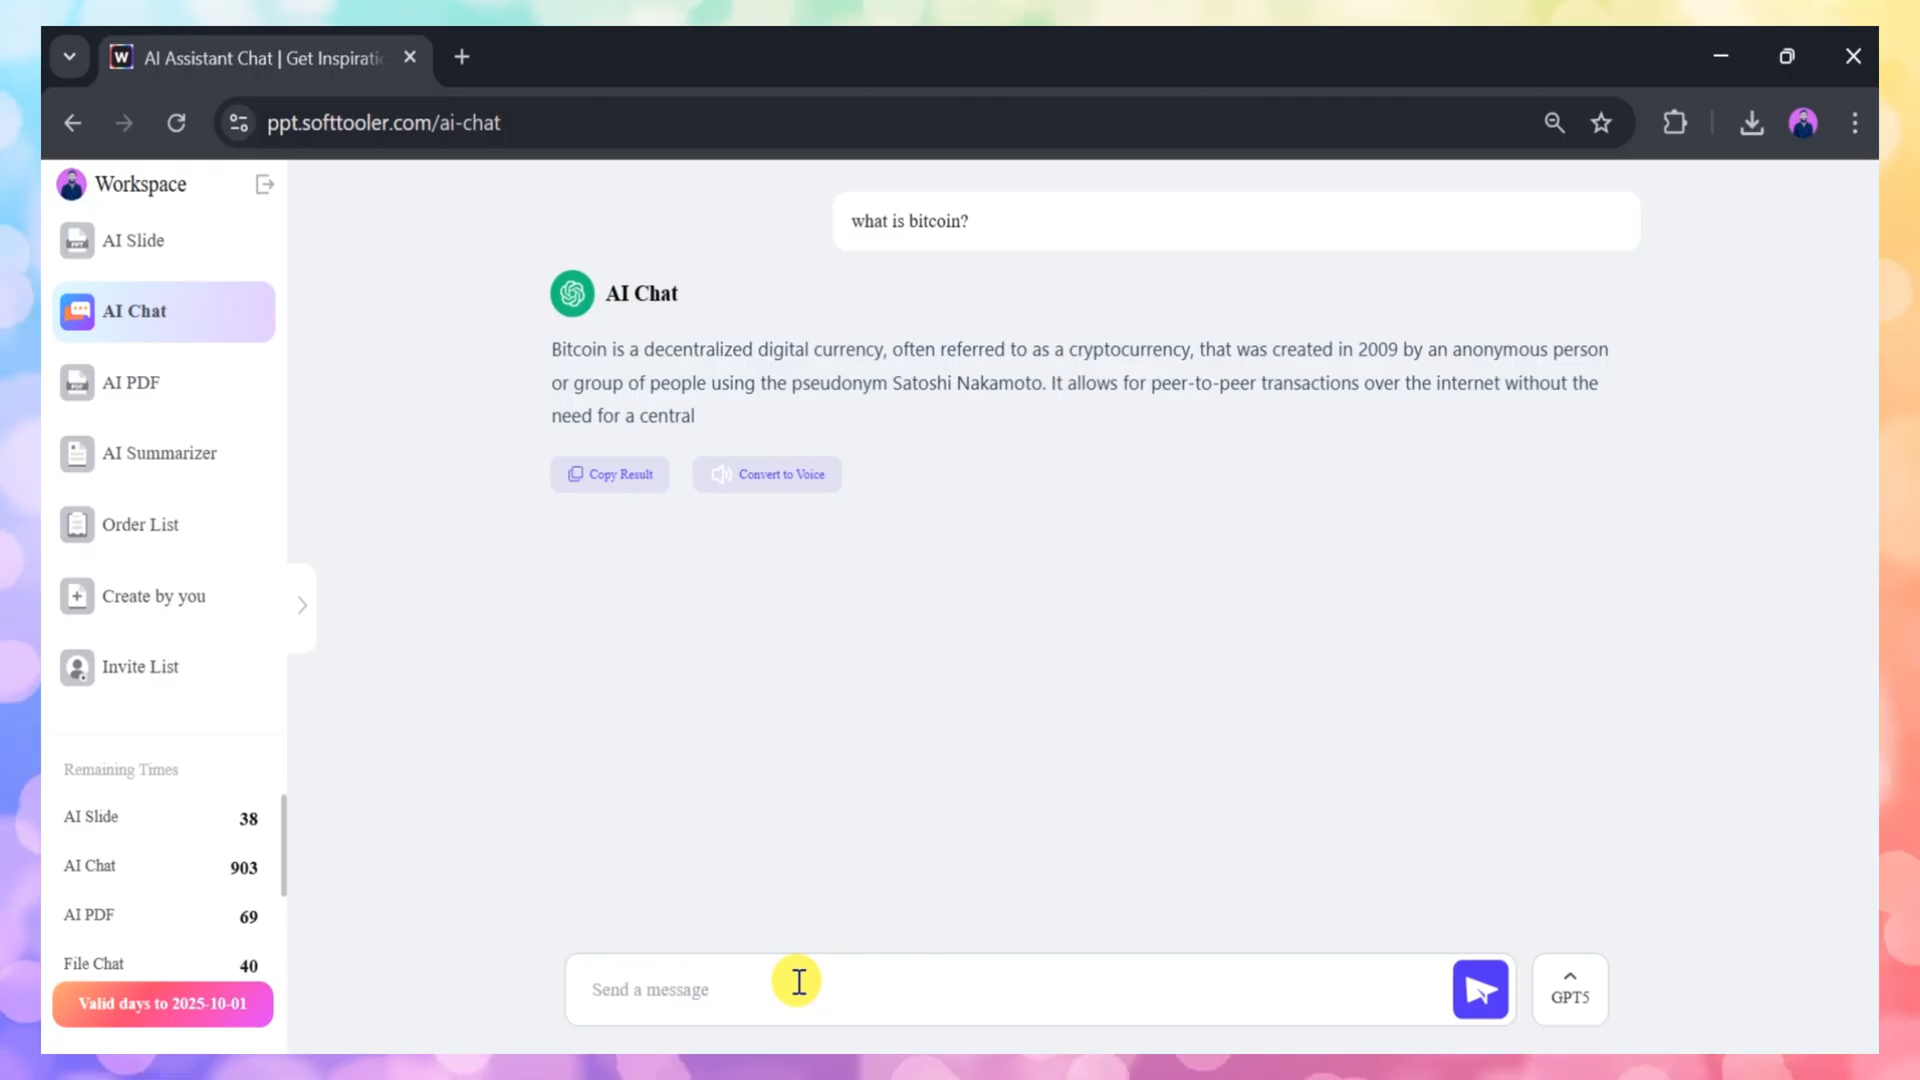 AI Assistant Chat | Get Inspiratic
ppt.softtooler.com/ai-chat
Workspace
AI Slide
AI Chat
AI PDF
AI Summarizer
Order List
Create by you
Invite List
Remaining Times
AI Slide 38
AI Chat 903
AI PDF 69
File Chat 40
Valid days to 2025-10-01
what is bitcoin?
AI Chat
Bitcoin is a decentralized digital currency, often referred to as a cryptocurrency, that was created in 2009 by an anonymous person
or group of people using the pseudonym Satoshi Nakamoto. It allows for peer-to-peer transactions over the internet without the
need for a central
Copy Result
Convert to Voice
Send a message
GPT5